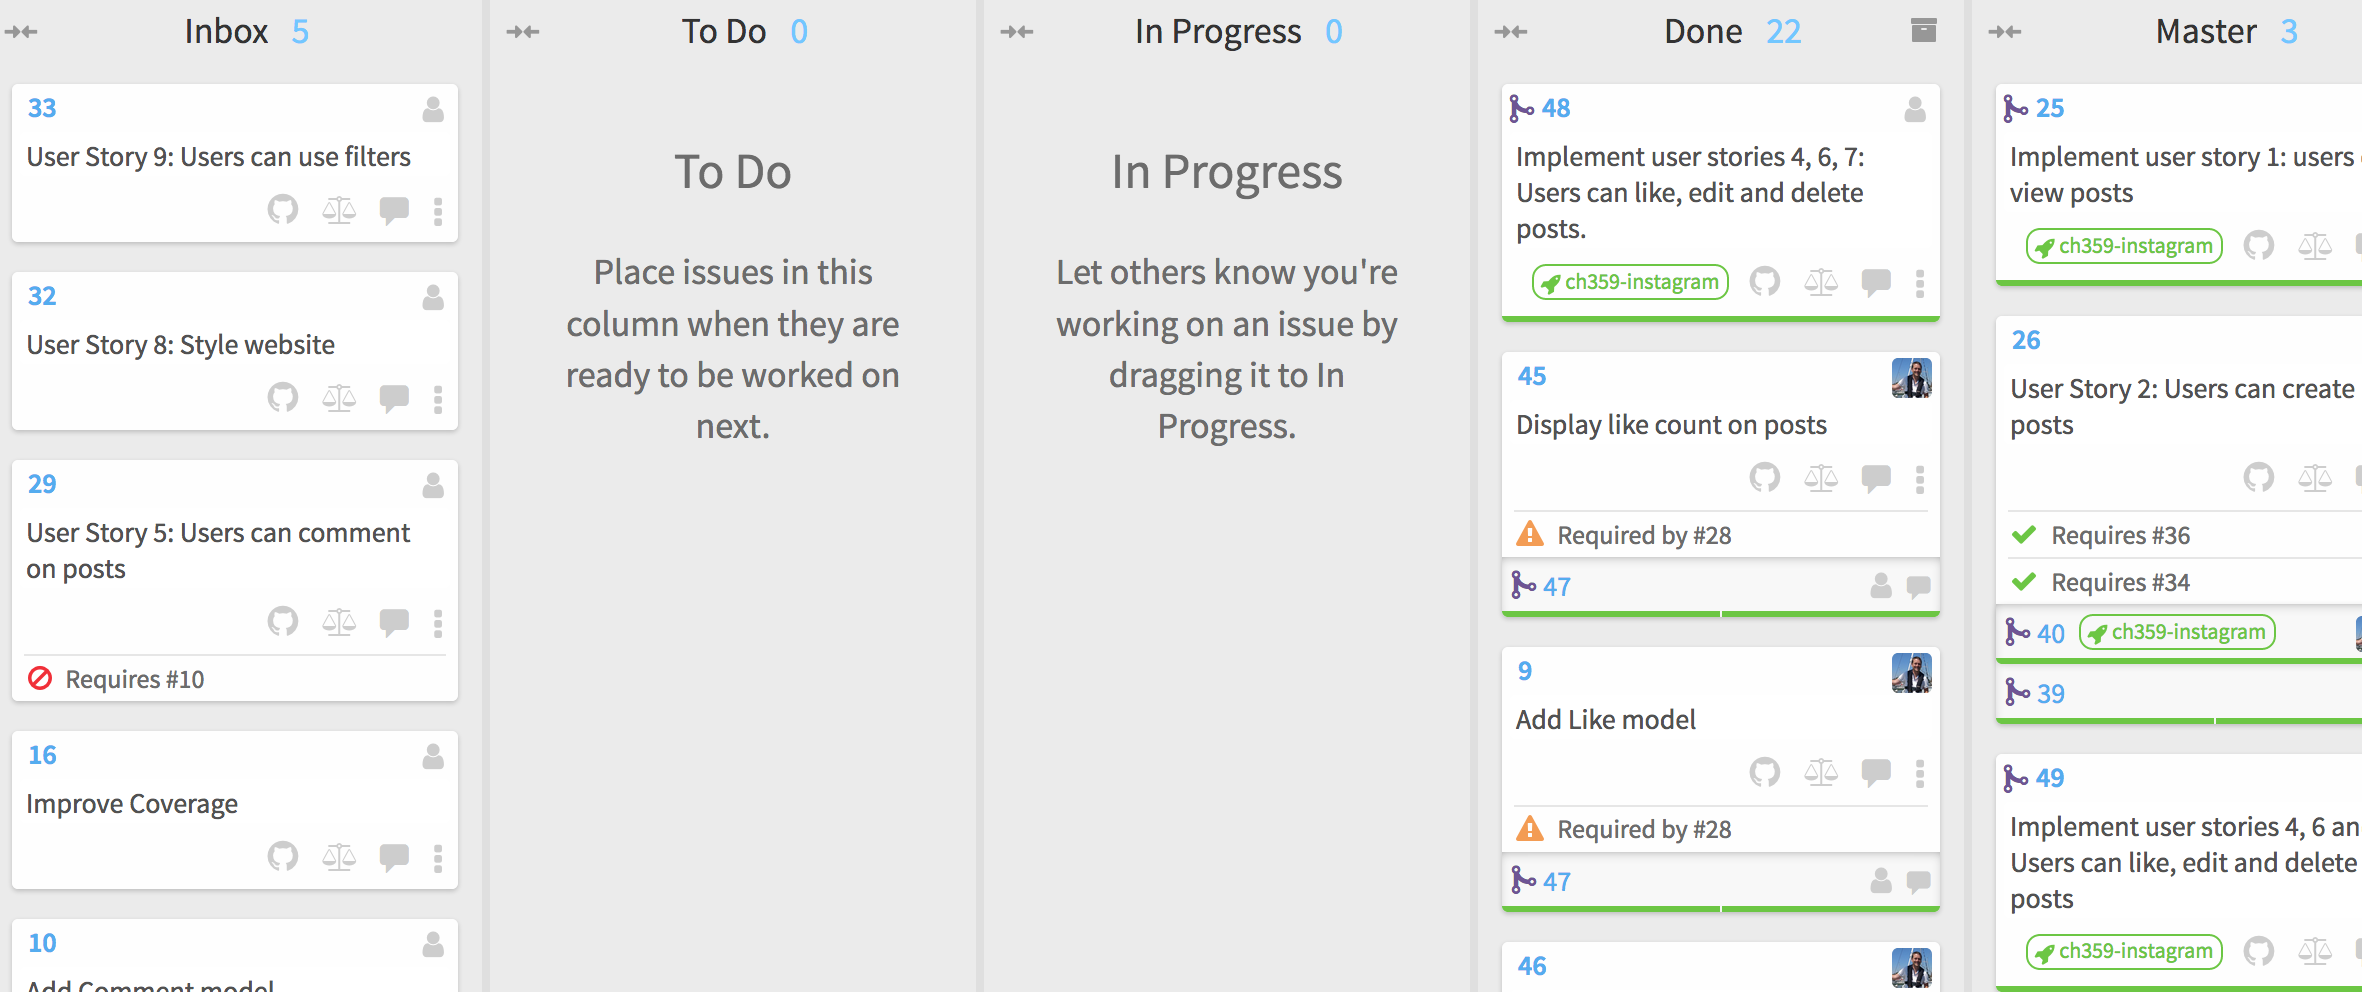 Inbox 5
33
User Story 9: Users can use filters
32
User Story 8: Style website
29
User Story 5: Users can comment
on posts
Requires #10
16
Improve Coverage
10
Add Comment model
To Do 0
To Do
Place issues in this
column when they are
ready to be worked on
next.
In Progress 0
In Progress
Let others know you're
working on an issue by
dragging it to In
Progress.
Done 22
48
Implement user stories 4, 6, 7:
Users can like, edit and delete
posts.
ch359-instagram
45
Display like count on posts
Required by #28
47
9
Add Like model
Required by #28
47
46
Master 3
25
Implement user story 1: users
view posts
ch359-instagram
26
User Story 2: Users can create
posts
Requires #36
Requires #34
40 ch359-instagram
39
49
Implement user stories 4, 6 an
Users can like, edit and delete
posts
ch359-instagram